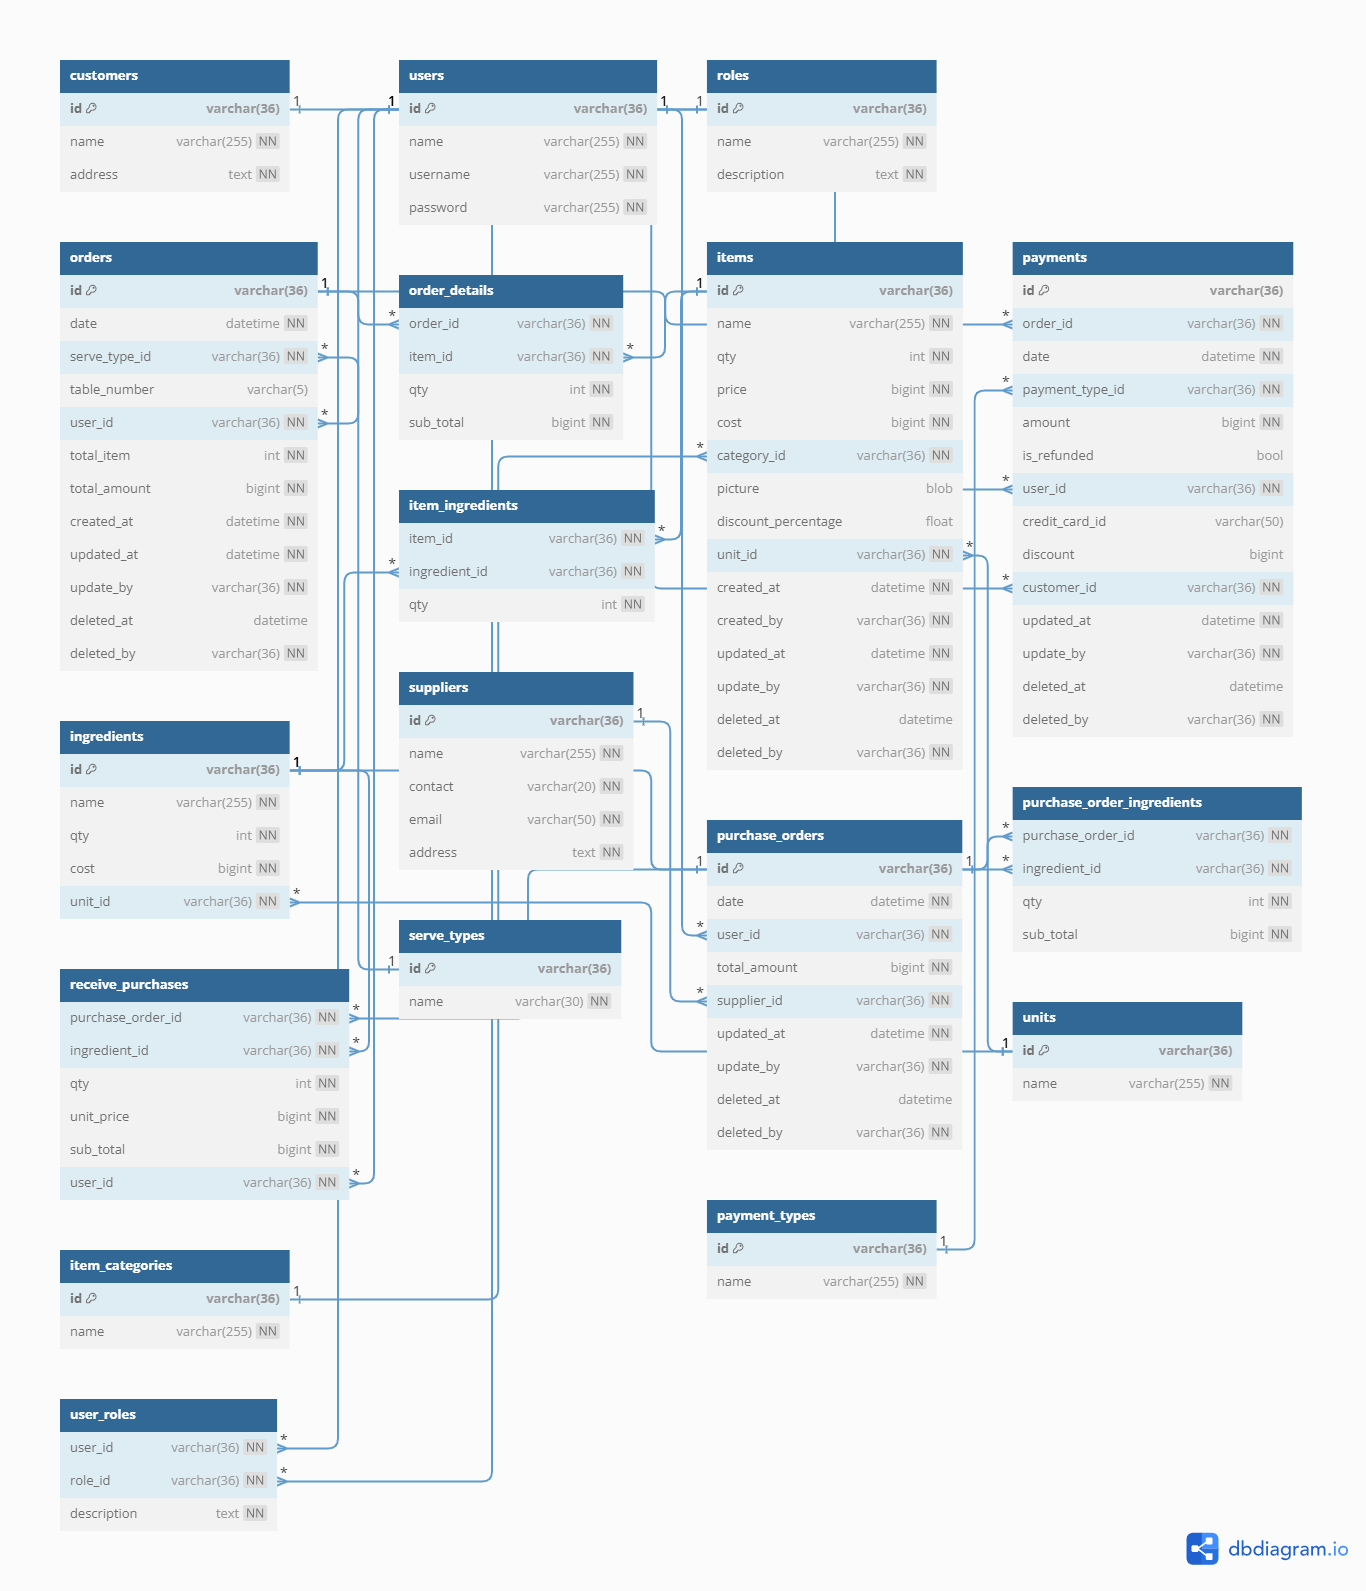 customers
id varchar(36)
name varchar(255) NN
address text NN
users
id varchar(36)
name varchar(255) NN
username varchar(255) NN
password varchar(255) NN
roles
id varchar(36)
name varchar(255) NN
description text NN
orders
id varchar(36)
date datetime NN
serve_type_id varchar(36) NN
table_number varchar(5)
user_id varchar(36) NN
total_item int NN
total_amount bigint NN
created_at datetime NN
updated_at datetime NN
update_by varchar(36) NN
deleted_at datetime
deleted_by varchar(36) NN
order_details
order_id varchar(36) NN
item_id varchar(36) NN
qty int NN
sub_total bigint NN
items
id varchar(36)
name varchar(255) NN
qty int NN
price bigint NN
cost bigint NN
category_id varchar(36) NN
picture blob
discount_percentage float
unit_id varchar(36) NN
created_at datetime NN
created_by varchar(36) NN
updated_at datetime NN
update_by varchar(36) NN
deleted_at datetime
deleted_by varchar(36) NN
payments
id varchar(36)
order_id varchar(36) NN
date datetime NN
payment_type_id varchar(36) NN
amount bigint NN
is_refunded bool
user_id varchar(36) NN
credit_card_id varchar(50)
discount bigint
customer_id varchar(36) NN
updated_at datetime NN
update_by varchar(36) NN
deleted_at datetime
deleted_by varchar(36) NN
item_ingredients
item_id varchar(36) NN
ingredient_id varchar(36) NN
qty int NN
suppliers
id varchar(36)
name varchar(255) NN
contact varchar(20) NN
email varchar(50) NN
address text NN
ingredients
id varchar(36)
name varchar(255) NN
qty int NN
cost bigint NN
unit_id varchar(36) NN
purchase_orders
id varchar(36)
date datetime NN
user_id varchar(36) NN
total_amount bigint NN
supplier_id varchar(36) NN
updated_at datetime NN
update_by varchar(36) NN
deleted_at datetime
deleted_by varchar(36) NN
purchase_order_ingredients
purchase_order_id varchar(36) NN
ingredient_id varchar(36) NN
qty int NN
sub_total bigint NN
serve_types
id varchar(36)
name varchar(30) NN
receive_purchases
purchase_order_id varchar(36) NN
ingredient_id varchar(36) NN
qty int NN
unit_price bigint NN
sub_total bigint NN
user_id varchar(36) NN
units
id varchar(36)
name varchar(255) NN
payment_types
id varchar(36)
name varchar(255) NN
item_categories
id varchar(36)
name varchar(255) NN
user_roles
user_id varchar(36) NN
role_id varchar(36) NN
description text NN
dbdiagram.io